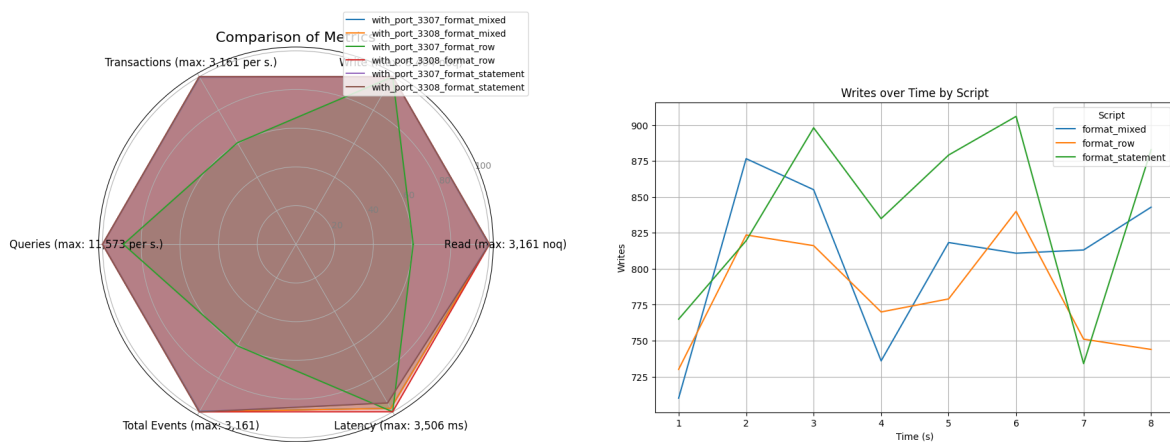 Comparison of Metrics
with_port_3307_format_mixed
with_port_3308_format_mixed
with_port_3307_format_row
with_port_3308_format_row
with_port_3307_format_statement
with_port_3308_format_statement
Transactions (max: 3,161 per s.)
100
Queries (max: 11,573 per s.)
Read (max: 3,161 noq)
Total Events (max: 3,161)
Latency (max: 3,506 ms)
Writes over Time by Script
Script
format_mixed
format_row
format_statement
Writes
900
875
850
825
800
775
750
725
1 2 3 4 5 6 7 8
Time (s)